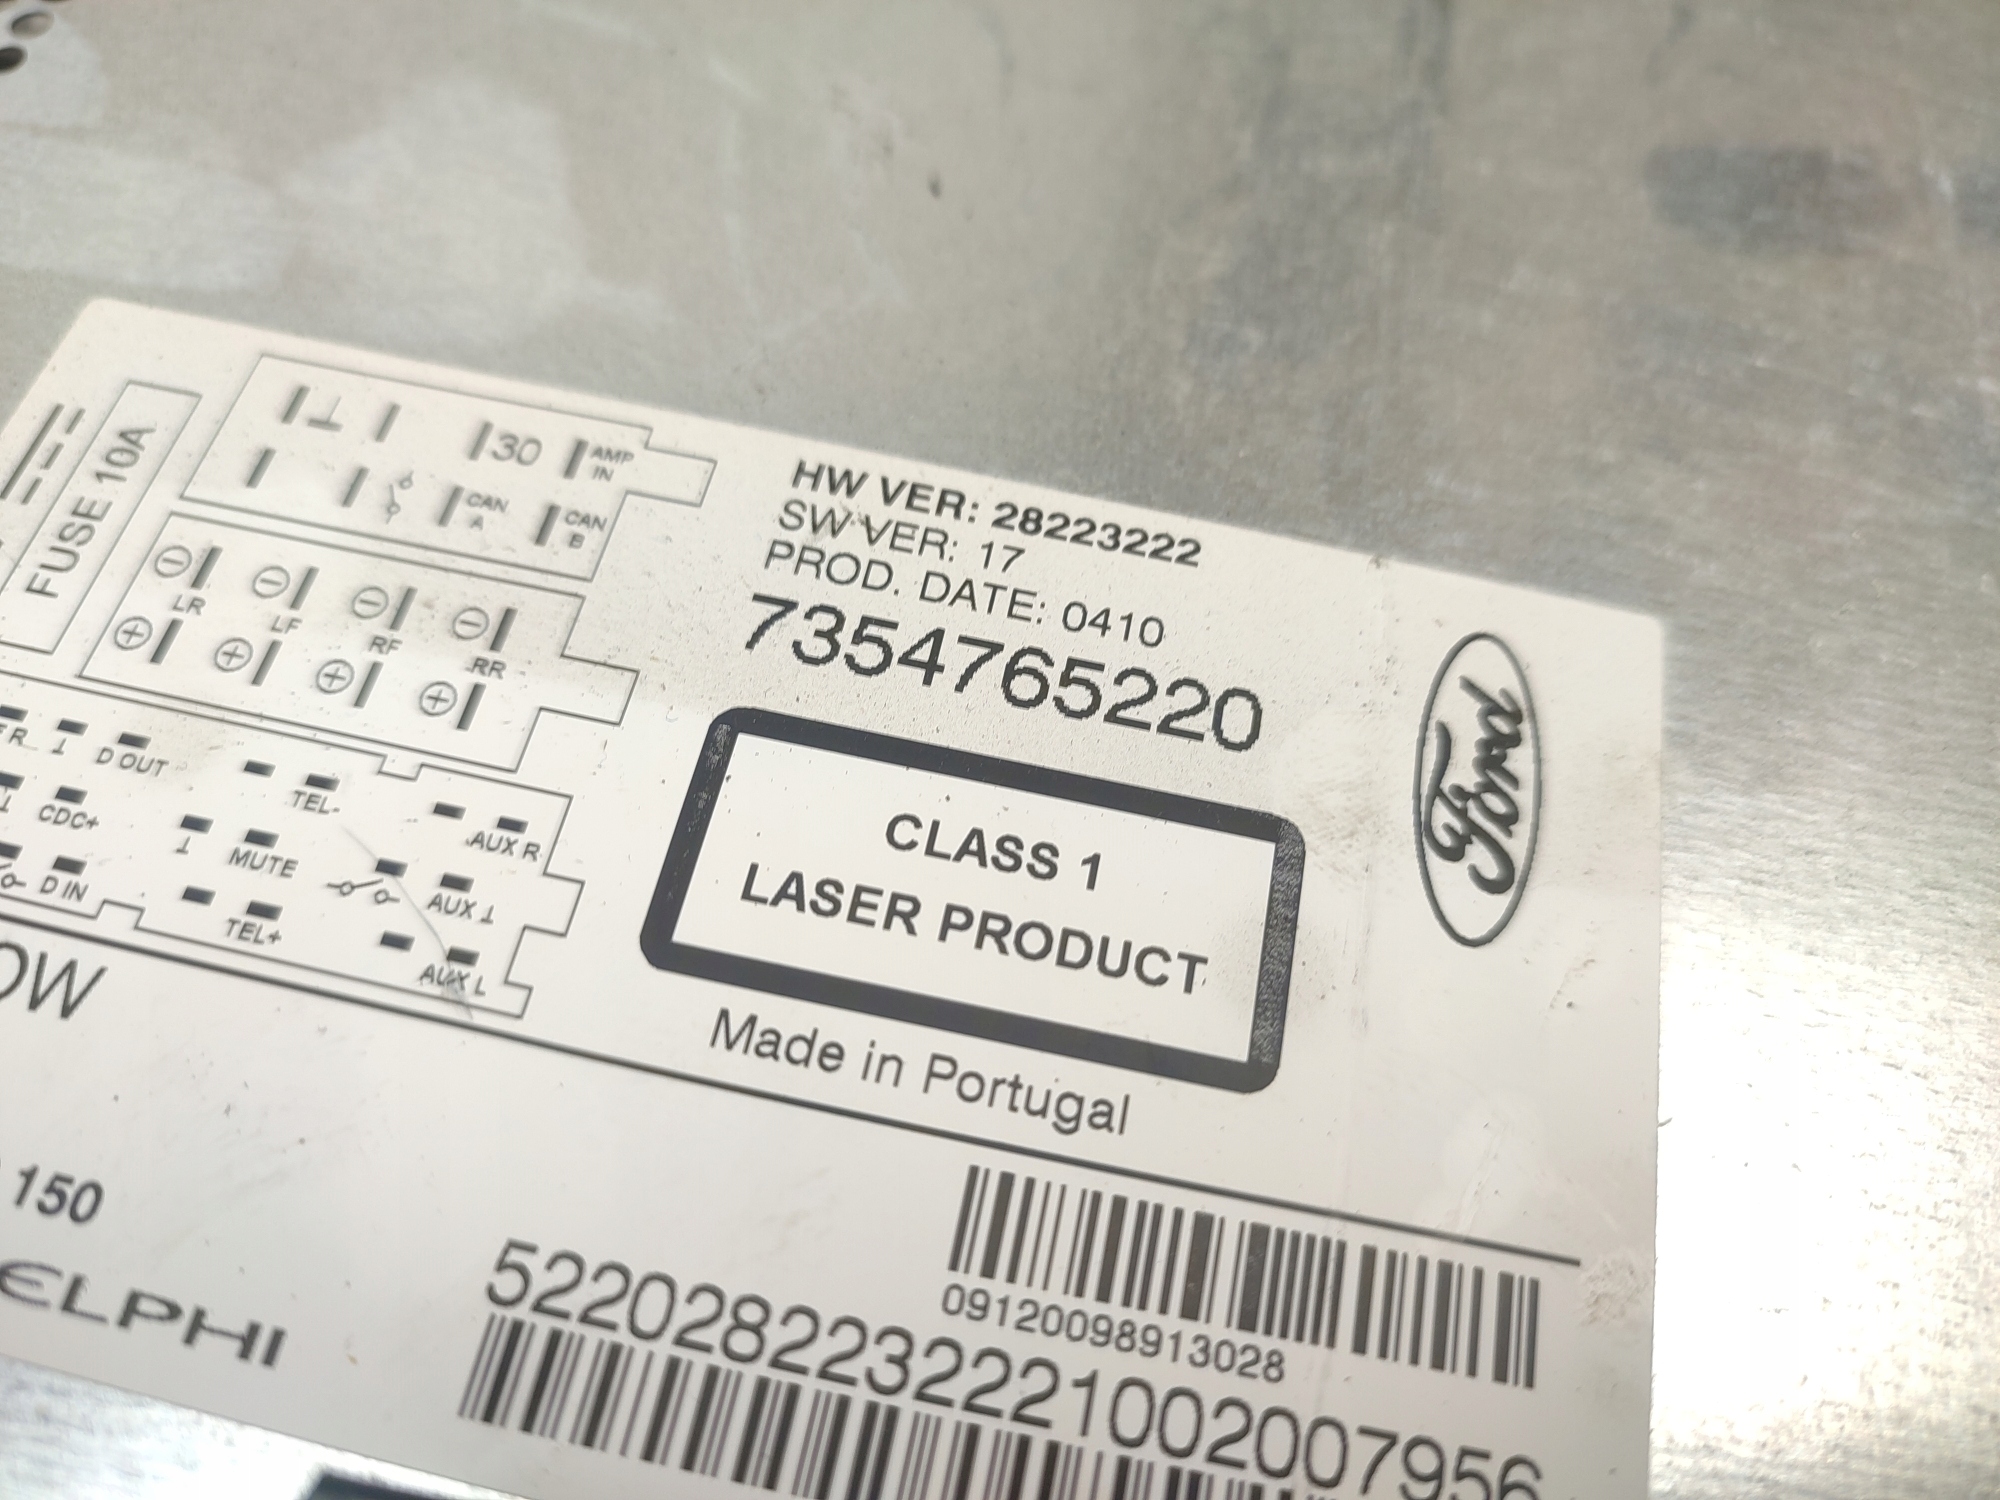 HW VER: 28223222
SW VER: 17
PROD. DATE: 0410
7354765220
Ford
CLASS 1
LASER PRODUCT
Made in Portugal
FUSE 10A
30
AMP
IN
CAN
A
CAN
B
LR
LF
RF
RR
R
D OUT
TEL-
AUX R
CDC+
MUTE
AUX
D IN
TEL+
AUX L
OW
150
ELPHI
09120098913028
5220282232221002007956